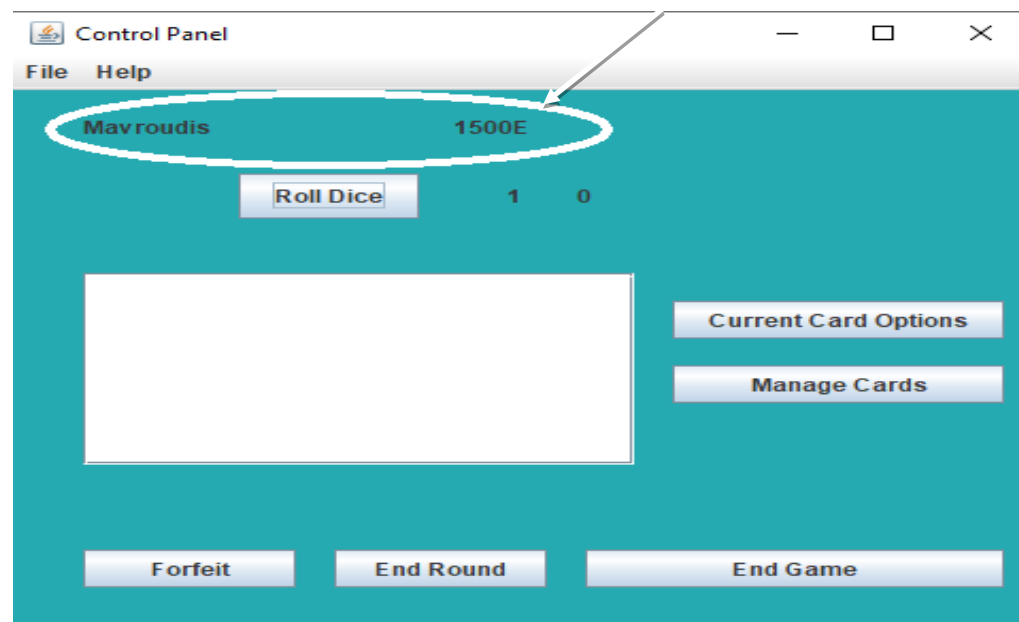 Control Panel
File Help
Mavroudis 1500E
Roll Dice 1 0
Current Card Options
Manage Cards
Forfeit End Round End Game